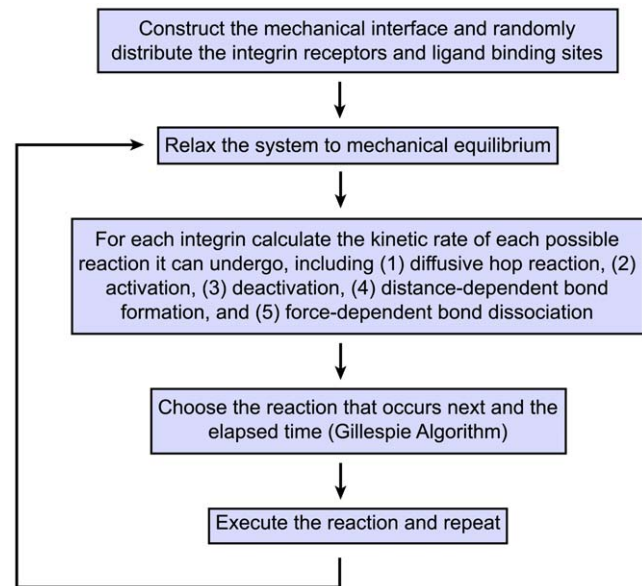 Construct the mechanical interface and randomly
distribute the integrin receptors and ligand binding sites
Relax the system to mechanical equilibrium
For each integrin calculate the kinetic rate of each possible
reaction it can undergo, including (1) diffusive hop reaction, (2)
activation, (3) deactivation, (4) distance-dependent bond
formation, and (5) force-dependent bond dissociation
Choose the reaction that occurs next and the
elapsed time (Gillespie Algorithm)
Execute the reaction and repeat